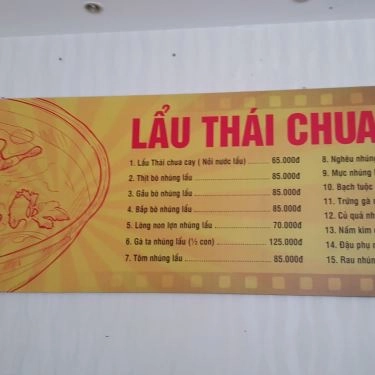 LẨU THÁI CHUA
1. Lẩu Thái chua cay ( Nồi nước lẩu) ............ 65.000đ
2. Thịt bò nhúng lẩu ............ 85.000đ
3. Gầu bò nhúng lẩu ............ 85.000đ
4. Bắp bò nhúng lẩu ............ 85.000đ
5. Lòng non lợn nhúng lẩu ............ 70.000đ
6. Gà ta nhúng lẩu (½ con) ............ 125.000đ
7. Tôm nhúng lẩu ............ 85.000đ
8. Nghêu nhúng
9. Mực nhúng
10. Bạch tuộc
11. Trứng gà
12. Củ quả
13. Nấm kim
14. Đậu phụ
15. Rau nhún